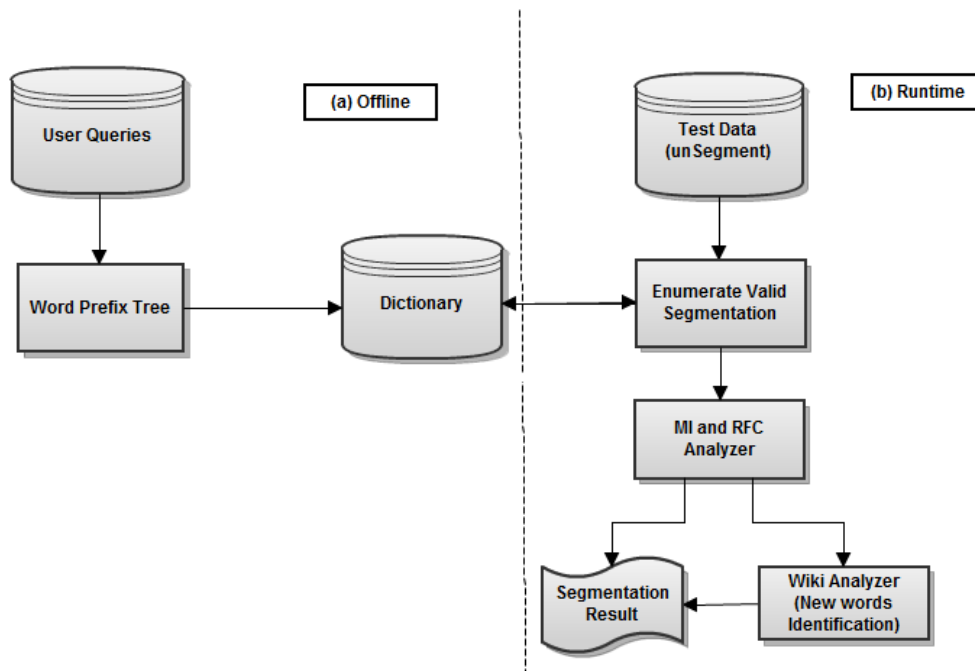 (a) Offline
User Queries
Word Prefix Tree
Dictionary
(b) Runtime
Test Data
(unSegment)
Enumerate Valid
Segmentation
MI and RFC
Analyzer
Segmentation
Result
Wiki Analyzer
(New words
Identification)